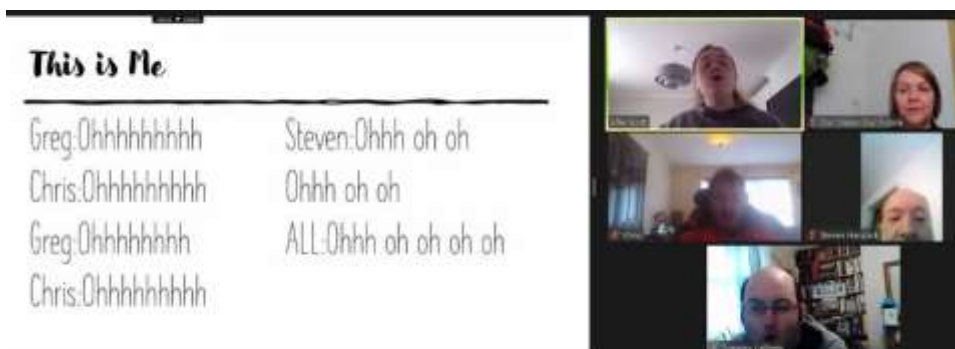 This is Me
Greg:Ohhhhhhhhh
Chris:Ohhhhhhhhh
Greg:Ohhhhhhhh
Chris:Ohhhhhhhhh
Steven:Ohhh oh oh
Ohhh oh oh
ALL:Ohhh oh oh oh oh